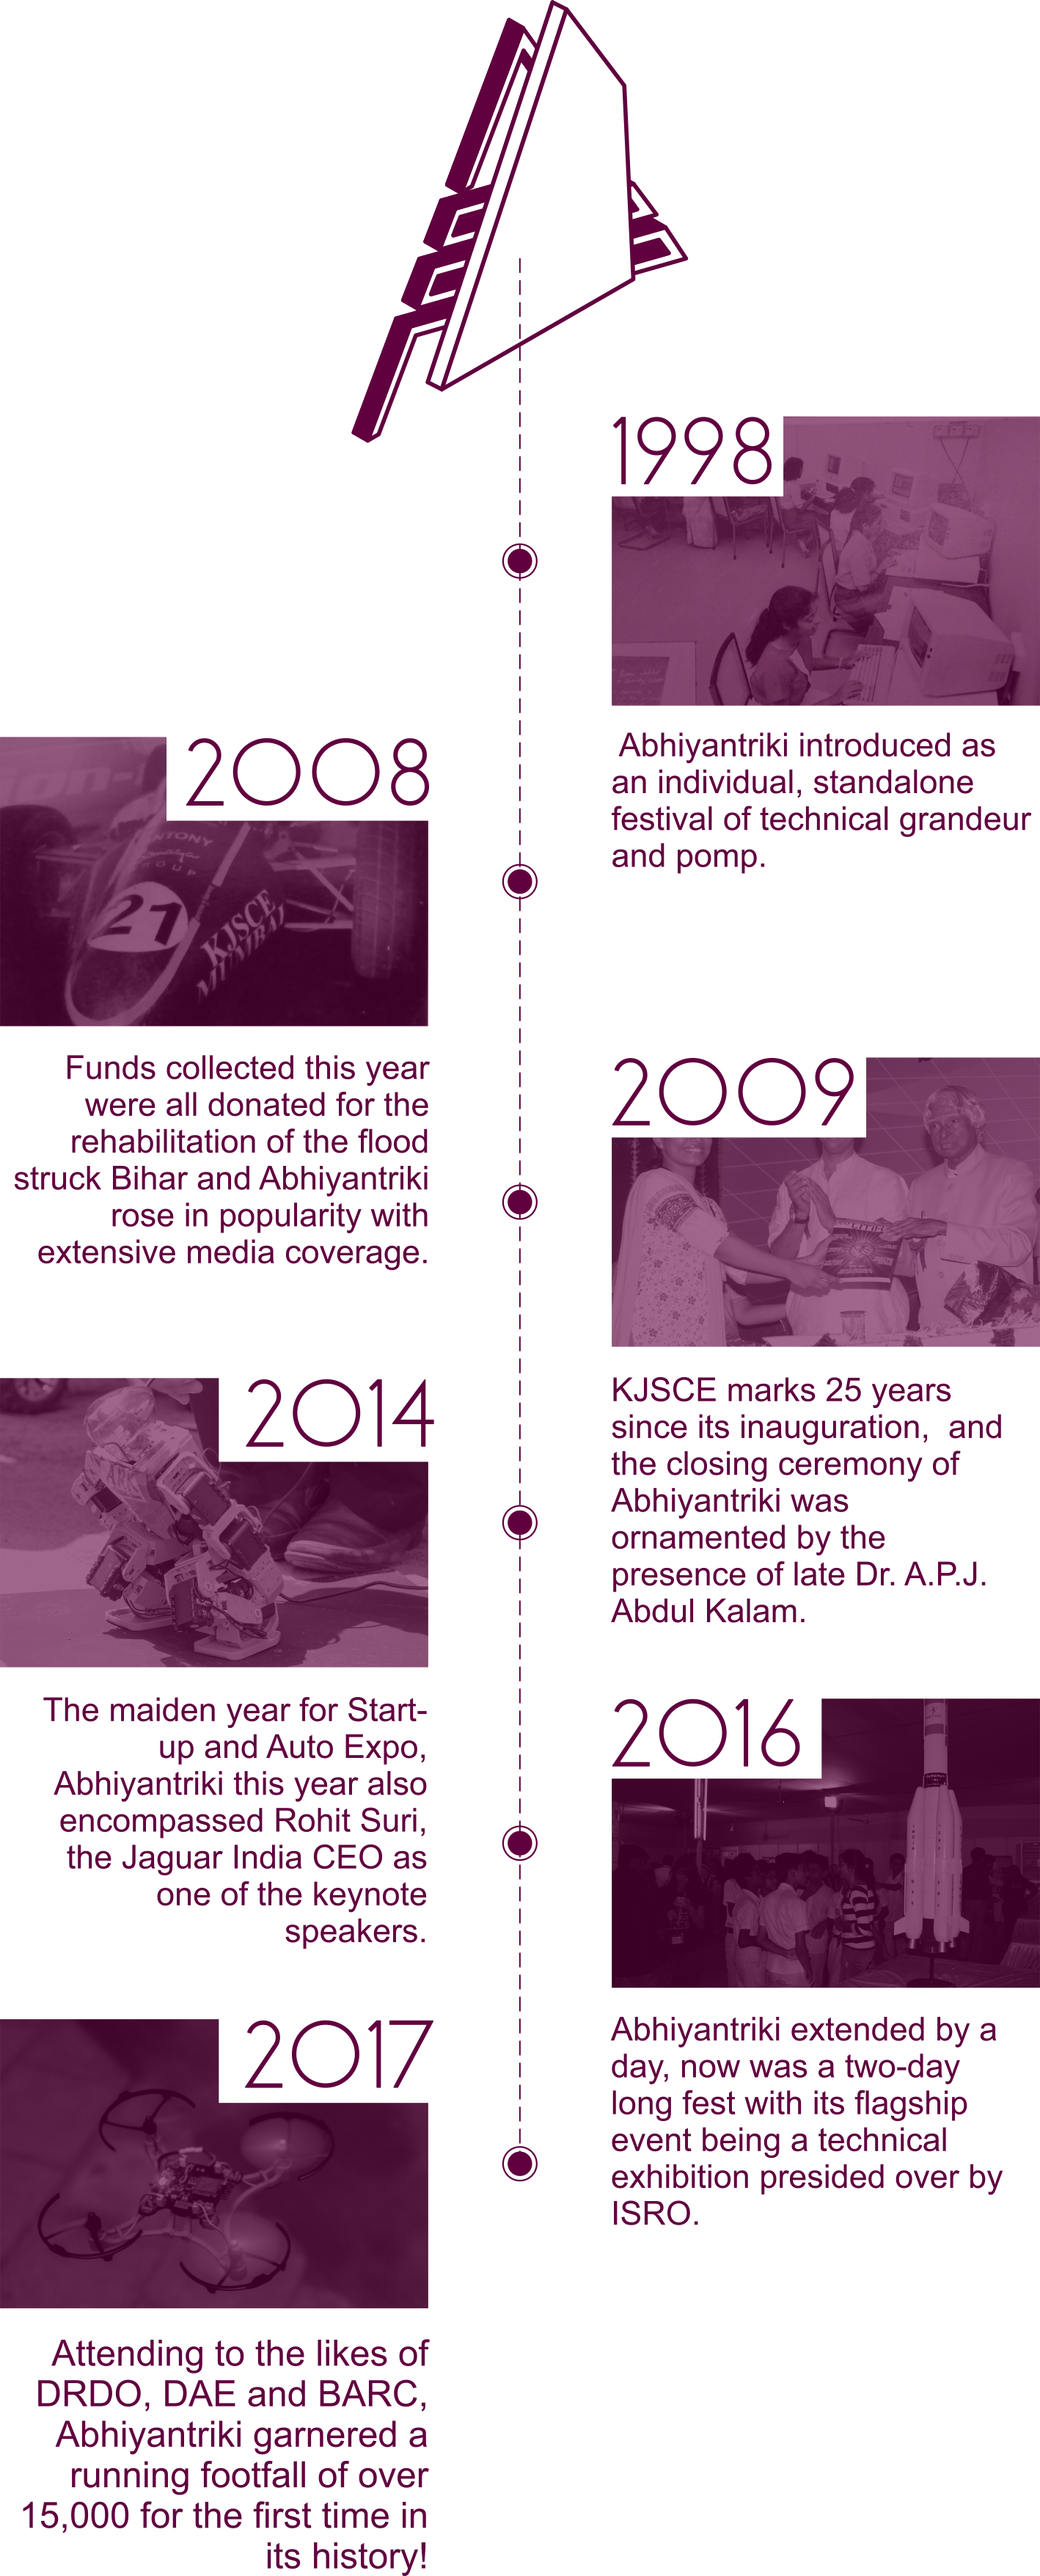 1998
Abhiyantriki introduced as
an individual, standalone
festival of technical grandeur
and pomp.
2008
21
KJSCE
MUMBAI
Funds collected this year
were all donated for the
rehabilitation of the flood
struck Bihar and Abhiyantriki
rose in popularity with
extensive media coverage.
2009
KJSCE marks 25 years
since its inauguration,  and
the closing ceremony of
Abhiyantriki was
ornamented by the
presence of late Dr. A.P.J.
Abdul Kalam.
2014
The maiden year for Start-
up and Auto Expo,
Abhiyantriki this year also
encompassed Rohit Suri,
the Jaguar India CEO as
one of the keynote
speakers.
2016
Abhiyantriki extended by a
day, now was a two-day
long fest with its flagship
event being a technical
exhibition presided over by
ISRO.
2017
Attending to the likes of
DRDO, DAE and BARC,
Abhiyantriki garnered a
running footfall of over
15,000 for the first time in
its history!